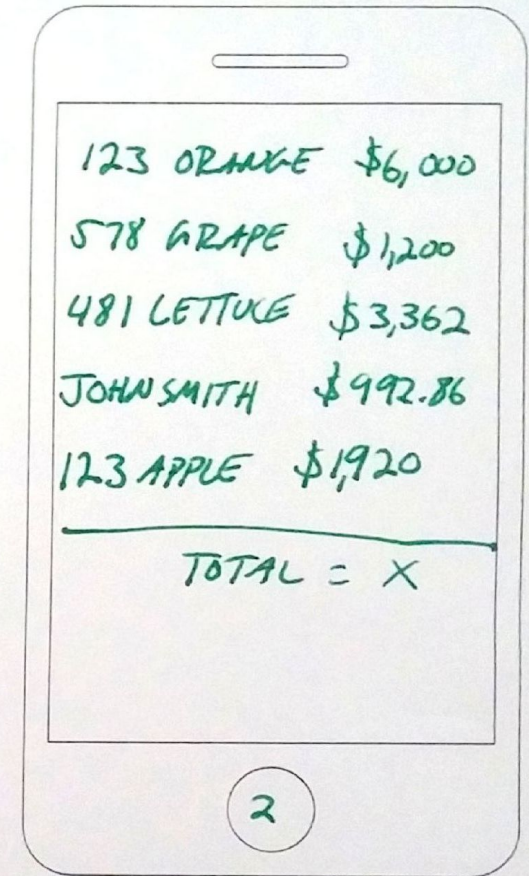 123 ORANGE $6,000
578 GRAPE $1,200
481 LETTUCE $3,362
JOHN SMITH $992.86
123 APPLE $1,920
TOTAL = X
2